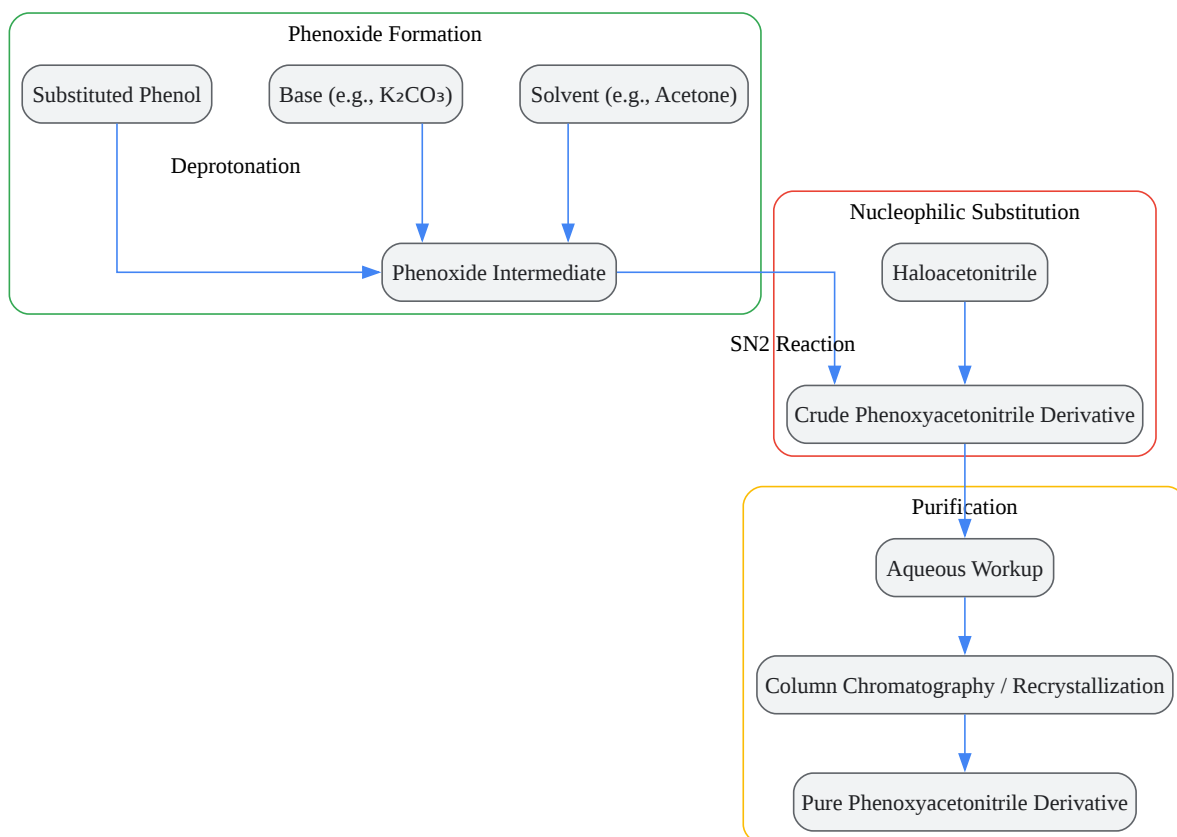 Phenoxide Formation
Substituted Phenol
Base (e.g., K₂CO₃)
Solvent (e.g., Acetone)
Deprotonation
Phenoxide Intermediate
Nucleophilic Substitution
Haloacetonitrile
SN2 Reaction
Crude Phenoxyacetonitrile Derivative
Purification
Aqueous Workup
Column Chromatography / Recrystallization
Pure Phenoxyacetonitrile Derivative